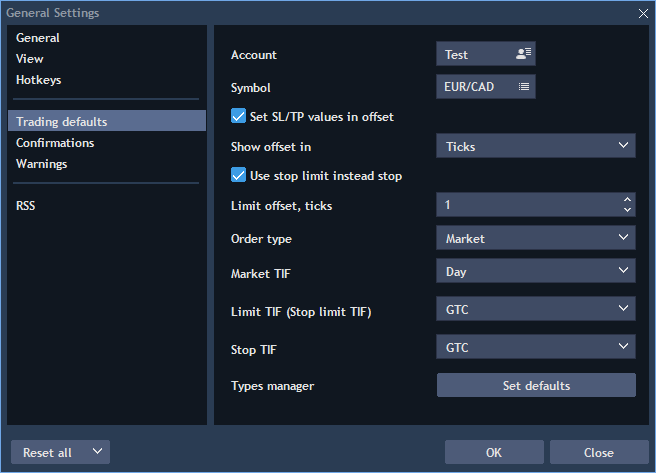 General Settings
General
View
Hotkeys
Trading defaults
Confirmations
Warnings
RSS
Account Test
Symbol EUR/CAD
Set SL/TP values in offset
Show offset in Ticks
Use stop limit instead stop
Limit offset, ticks 1
Order type Market
Market TIF Day
Limit TIF (Stop limit TIF) GTC
Stop TIF GTC
Types manager Set defaults
Reset all OK Close